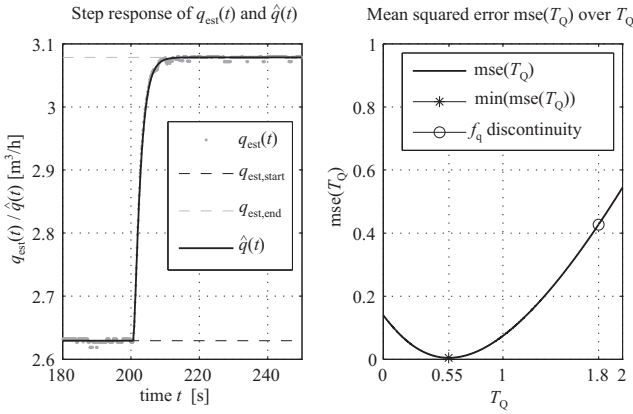 Step response of q_est(t) and q̂(t)
3.1
3
2.9
2.8
2.7
2.6
180
200
220
240
time t [s]
q_est(t) / q̂(t) [m³/h]
q_est(t)
q_est,start
q_est,end
q̂(t)
Mean squared error mse(T_Q) over T_Q
1
0.8
0.6
0.4
0.2
0
0
0.55
1
1.8
2
T_Q
mse(T_Q)
mse(T_Q)
min(mse(T_Q))
f_q discontinuity